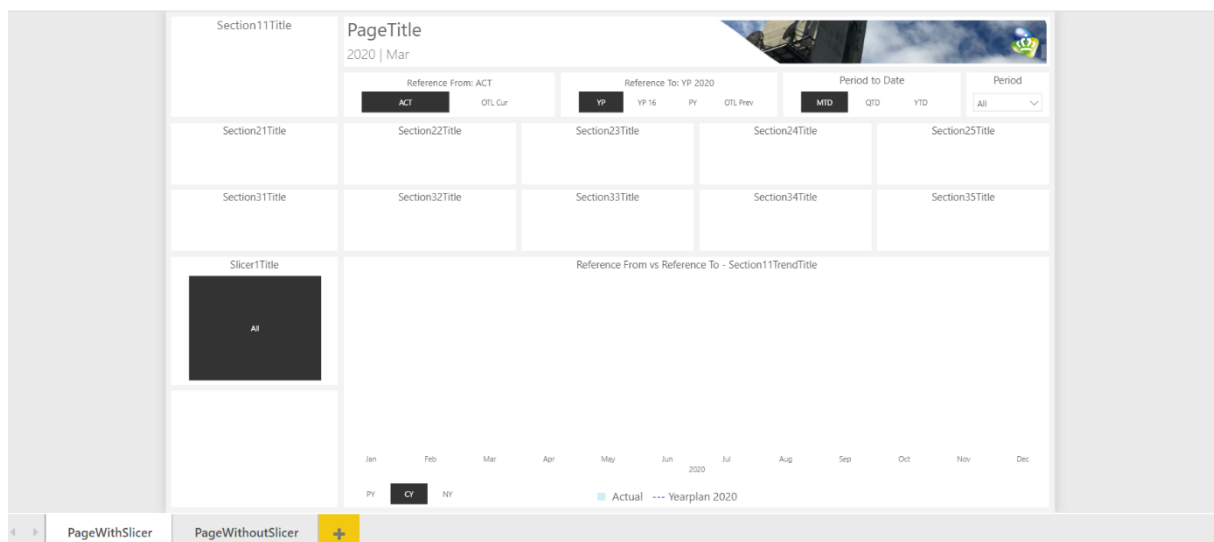 Section11Title
PageTitle
2020 | Mar
Reference From: ACT
ACT OTL Cur
Reference To: YP 2020
YP YP 16 PY OTL Prev
Period to Date
MTD QTD YTD
Period
All
Section21Title Section22Title Section23Title Section24Title Section25Title
Section31Title Section32Title Section33Title Section34Title Section35Title
Slicer1Title
All
Reference From vs Reference To - Section11TrendTitle
Jan Feb Mar Apr May Jun Jul Aug Sep Oct Nov Dec
2020
PY CY NY
Actual --- Yearplan 2020
PageWithSlicer PageWithoutSlicer +